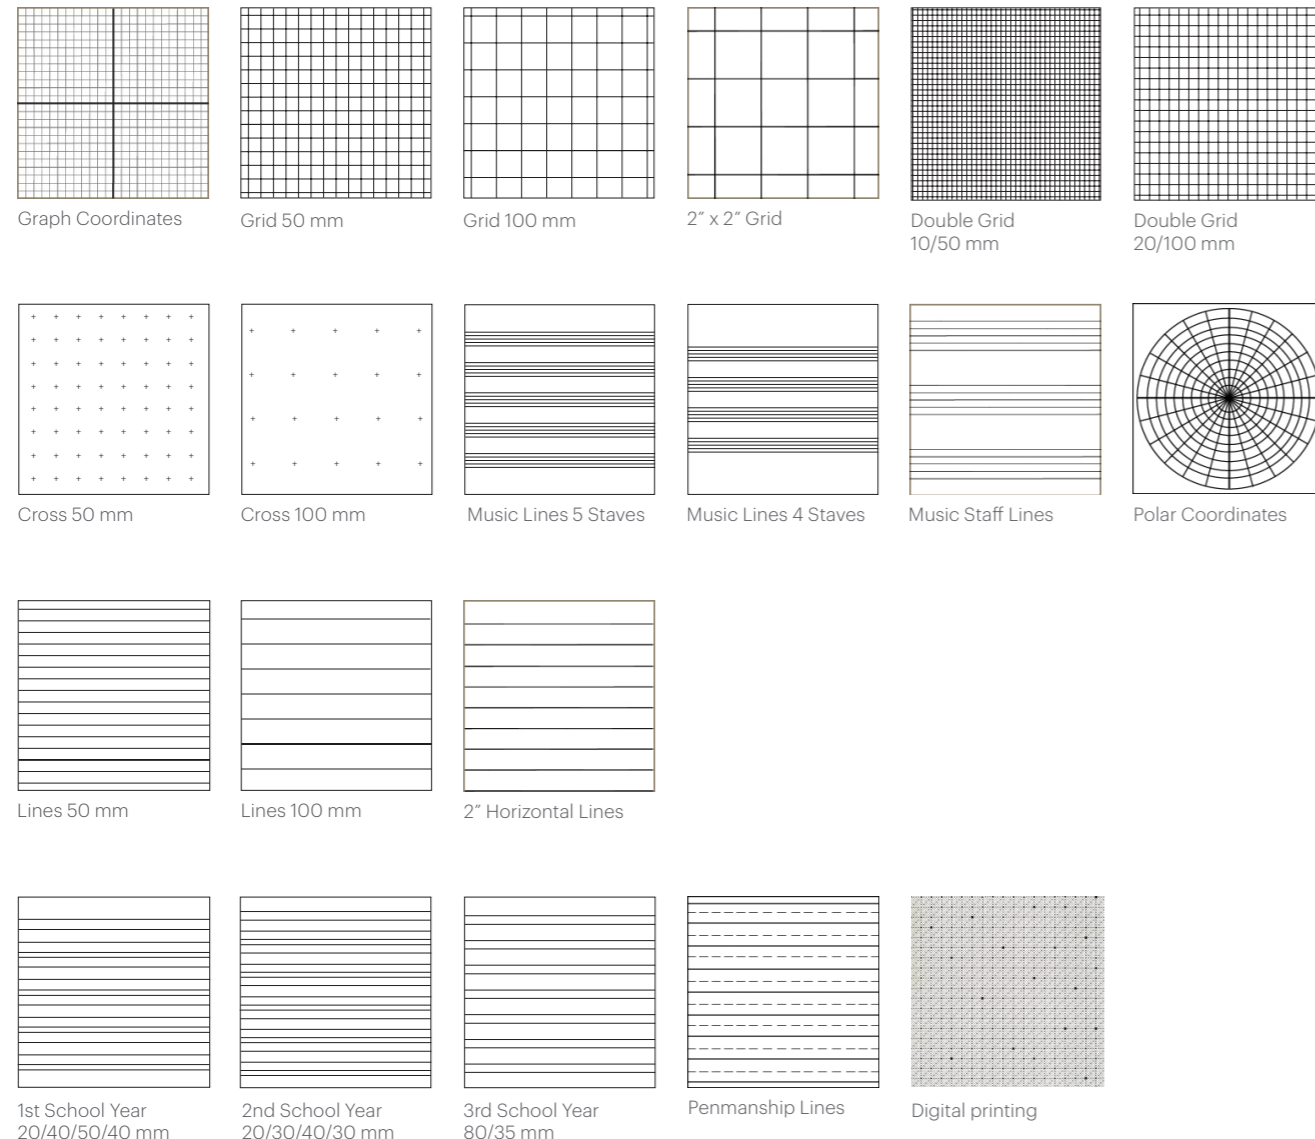 Graph Coordinates
Grid 50 mm
Grid 100 mm
2” x 2” Grid
Double Grid
10/50 mm
Double Grid
20/100 mm
Cross 50 mm
Cross 100 mm
Music Lines 5 Staves
Music Lines 4 Staves
Music Staff Lines
Polar Coordinates
Lines 50 mm
Lines 100 mm
2” Horizontal Lines
1st School Year
20/40/50/40 mm
2nd School Year
20/30/40/30 mm
3rd School Year
80/35 mm
Penmanship Lines
Digital printing